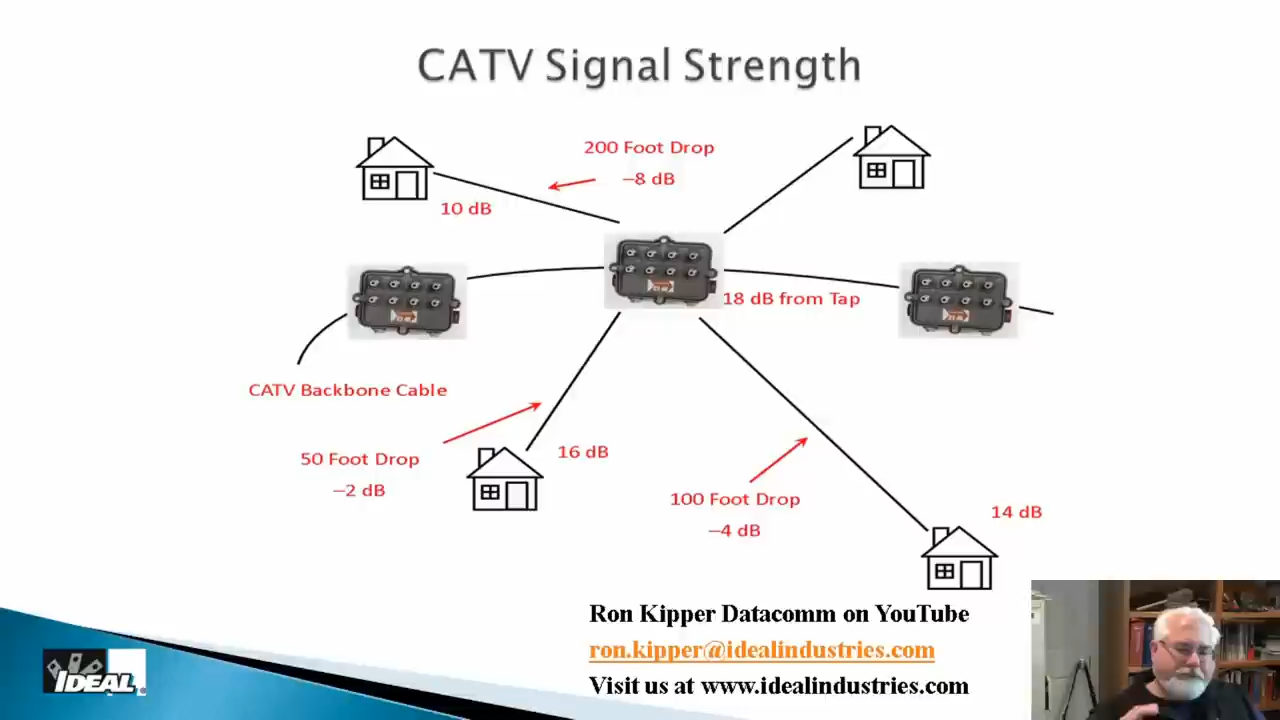 CATV Signal Strength
200 Foot Drop
–8 dB
10 dB
18 dB from Tap
CATV Backbone Cable
50 Foot Drop
–2 dB
16 dB
100 Foot Drop
–4 dB
14 dB
Ron Kipper Datacomm on YouTube
ron.kipper@idealindustries.com
Visit us at www.idealindustries.com
IDEAL